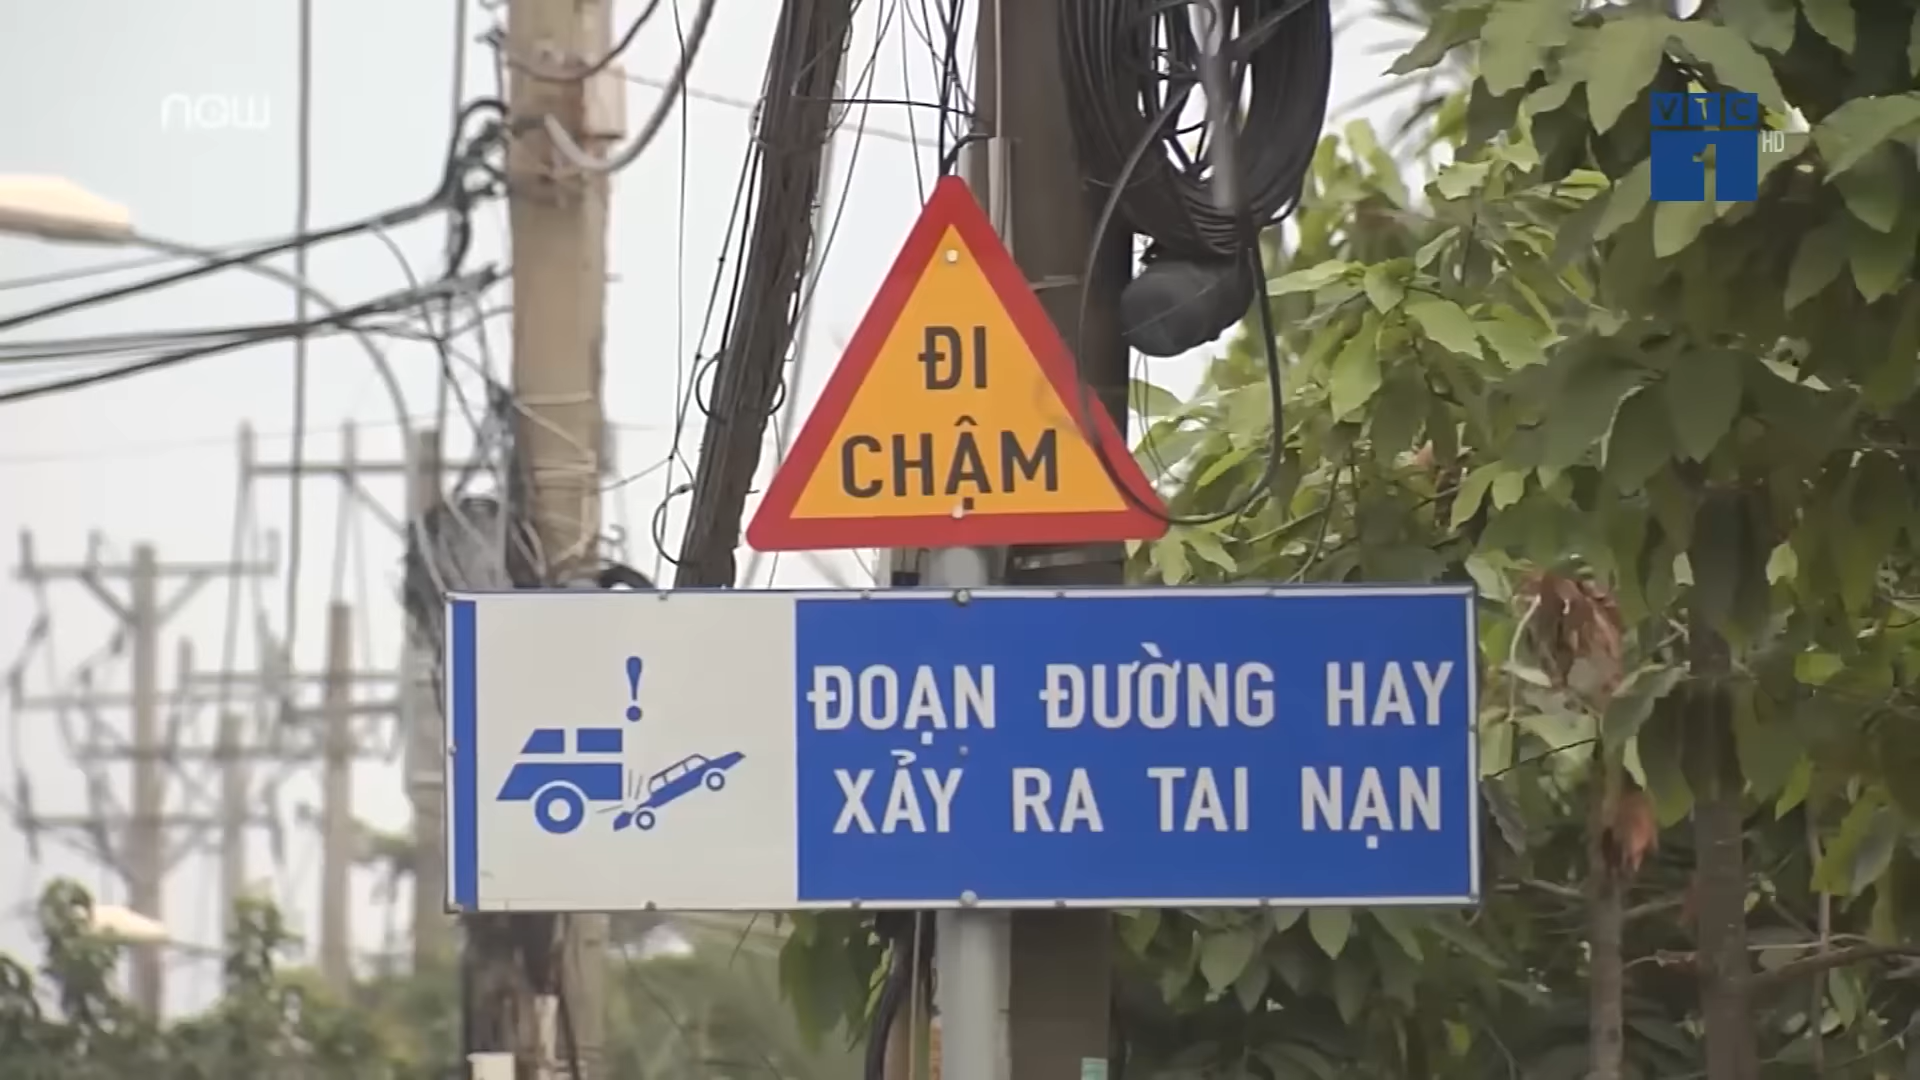 now
VTC
1 HD
ĐI
CHẬM
!
ĐOẠN ĐƯỜNG HAY
XẢY RA TAI NẠN